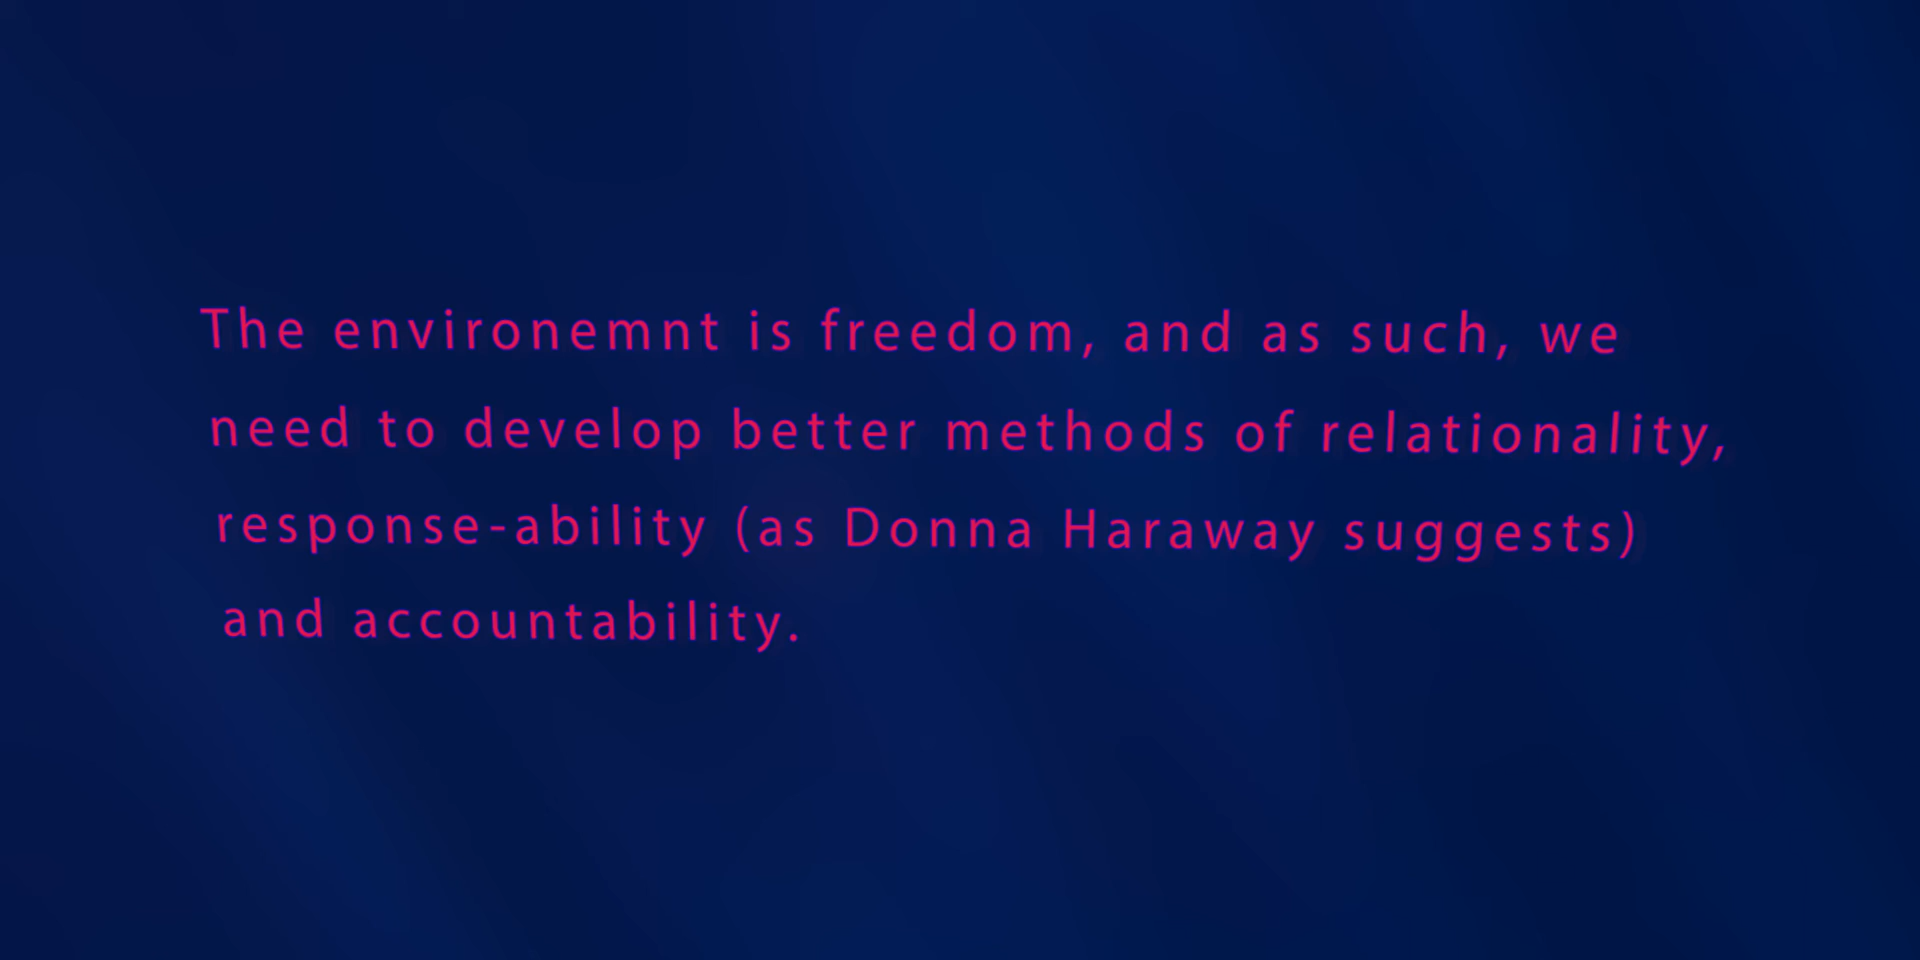 The environemnt is freedom, and as such, we
need to develop better methods of relationality,
response-ability (as Donna Haraway suggests)
and accountability.